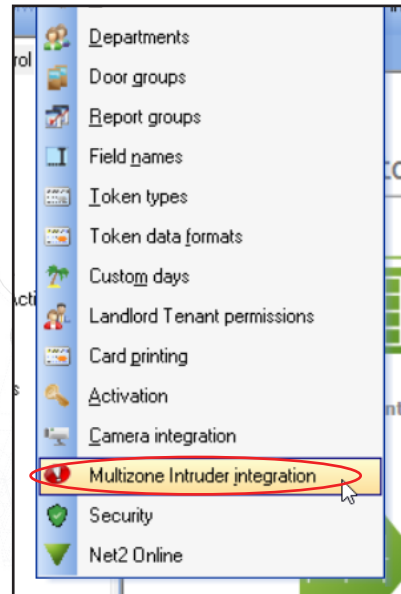 Departments
rol
Door groups
Report groups
Field names
Token types
Token data formats
Custom days
Landlord Tenant permissions
Card printing
Activation
Camera integration
Multizone Intruder integration
Security
Net2 Online